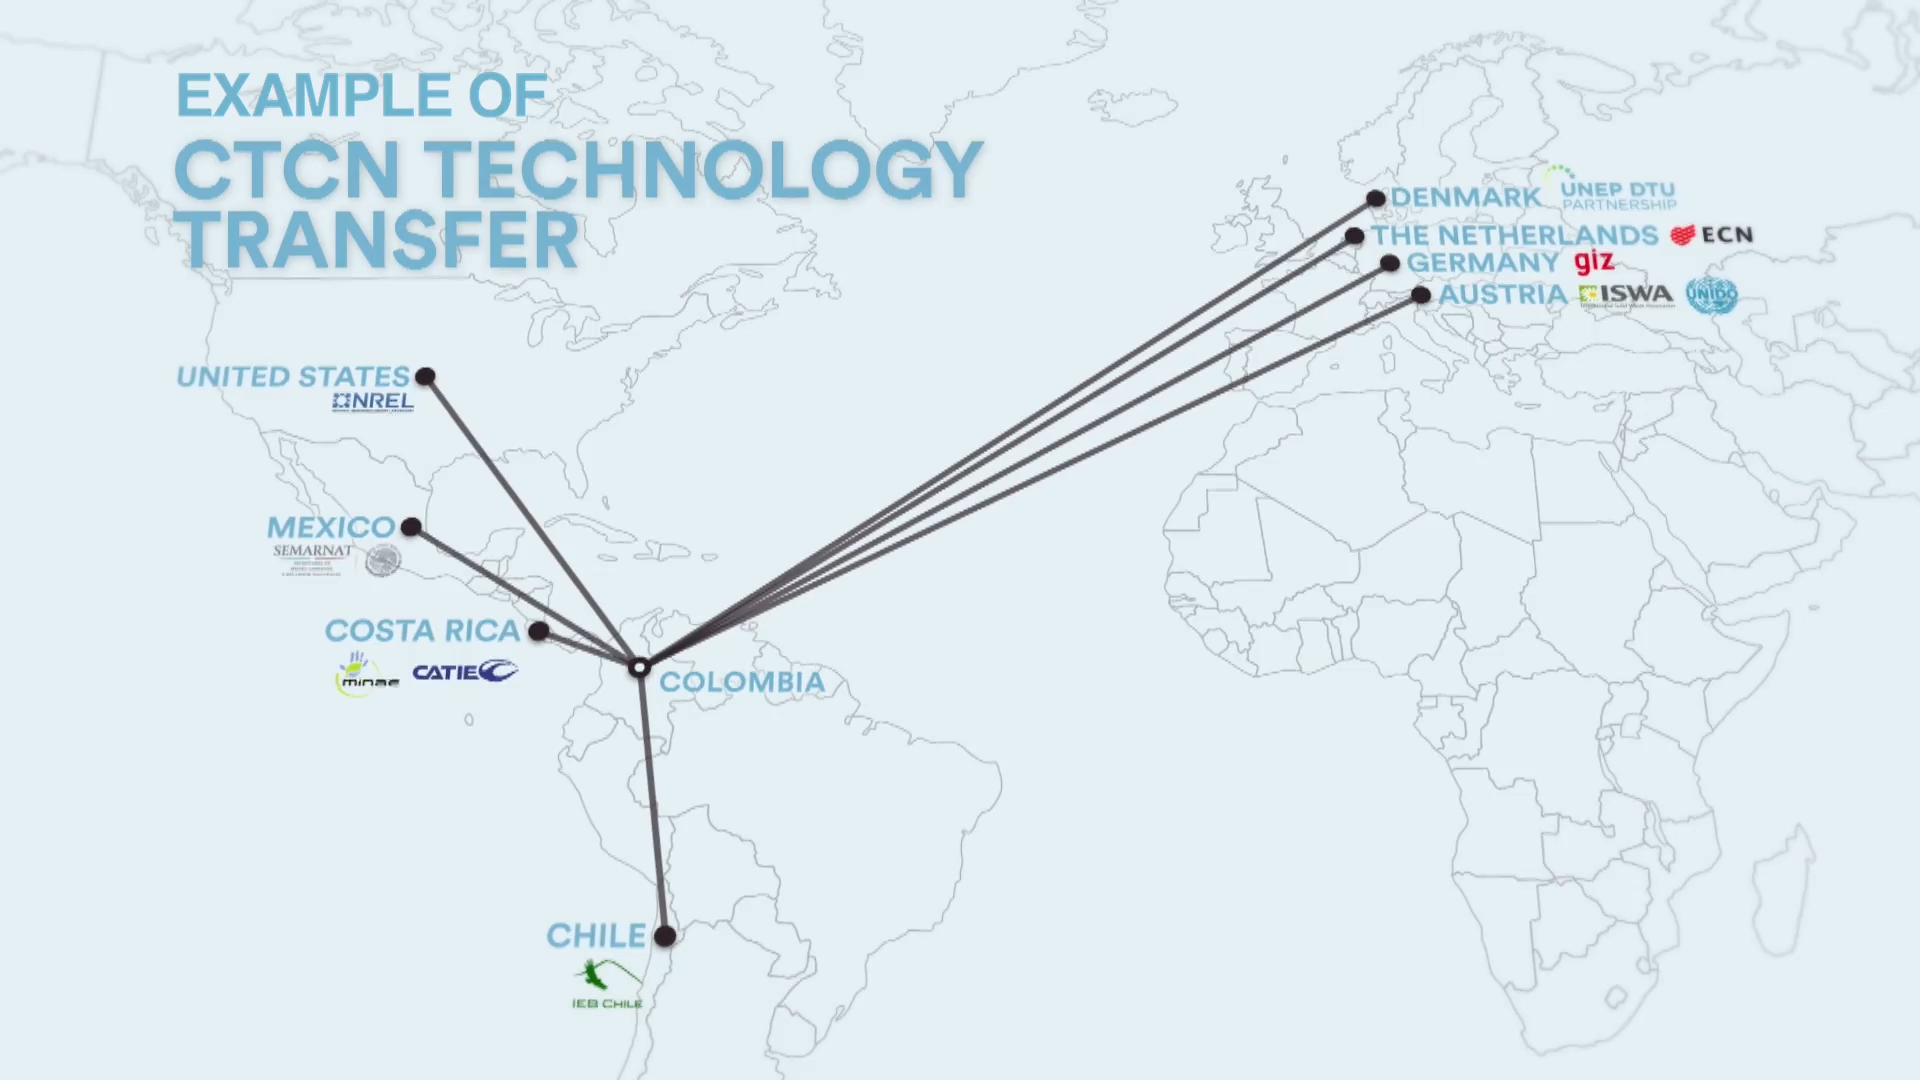 EXAMPLE OF
CTCN TECHNOLOGY
TRANSFER
DENMARK UNEP DTU
PARTNERSHIP
THE NETHERLANDS ECN
GERMANY giz
AUSTRIA ISWA UNIDO
UNITED STATES
NREL
MEXICO
SEMARNAT
COSTA RICA
minae CATIE
COLOMBIA
CHILE
IEB CHILE